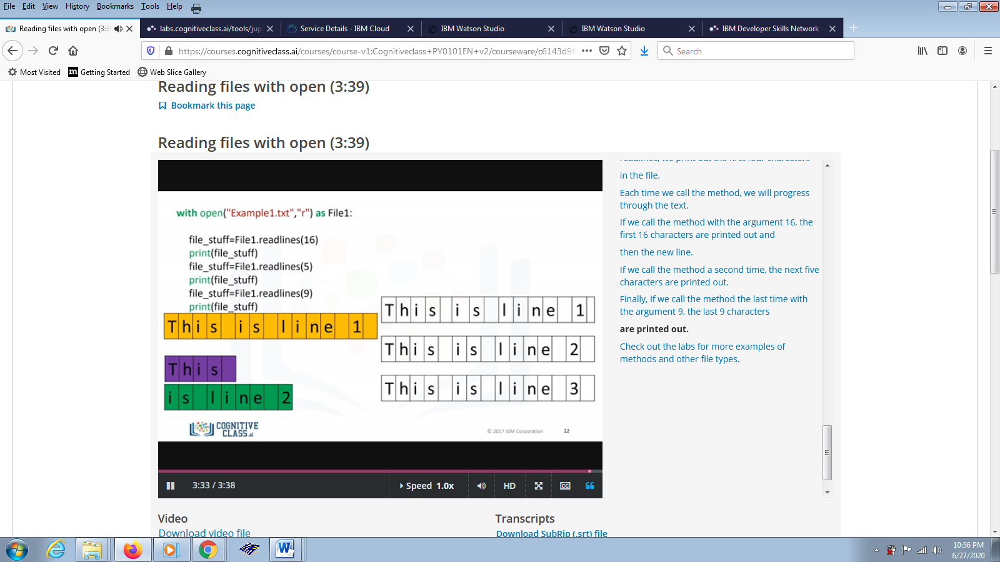 File Edit View History Bookmarks Tools Help
Reading files with open (3:39
labs.cognitiveclass.ai/tools/jup
Service Details - IBM Cloud
IBM Watson Studio
IBM Watson Studio
IBM Developer Skills Network -
https://courses.cognitiveclass.ai/courses/course-v1:Cognitiveclass+PY0101EN+v2/courseware/c6143d9f
Search
Most Visited
Getting Started
Web Slice Gallery
Reading files with open (3:39)
Bookmark this page
Reading files with open (3:39)
with open("Example1.txt","r") as File1:
file_stuff=File1.readlines(16)
print(file_stuff)
file_stuff=File1.readlines(5)
print(file_stuff)
file_stuff=File1.readlines(9)
print(file_stuff)
This is line 1
This
is line 2
This is line 1
This is line 2
This is line 3
COGNITIVE
CLASS.ai
© 2017 IBM Corporation 12
3:33 / 3:38
Speed 1.0x
HD
CC
readlines, we print out the first four characters
in the file.
Each time we call the method, we will progress
through the text.
If we call the method with the argument 16, the
first 16 characters are printed out and
then the new line.
If we call the method a second time, the next five
characters are printed out.
Finally, if we call the method the last time with
the argument 9, the last 9 characters
are printed out.
Check out the labs for more examples of
methods and other file types.
Video
Download video file
Transcripts
Download SubRip (.srt) file
10:56 PM
6/27/2020